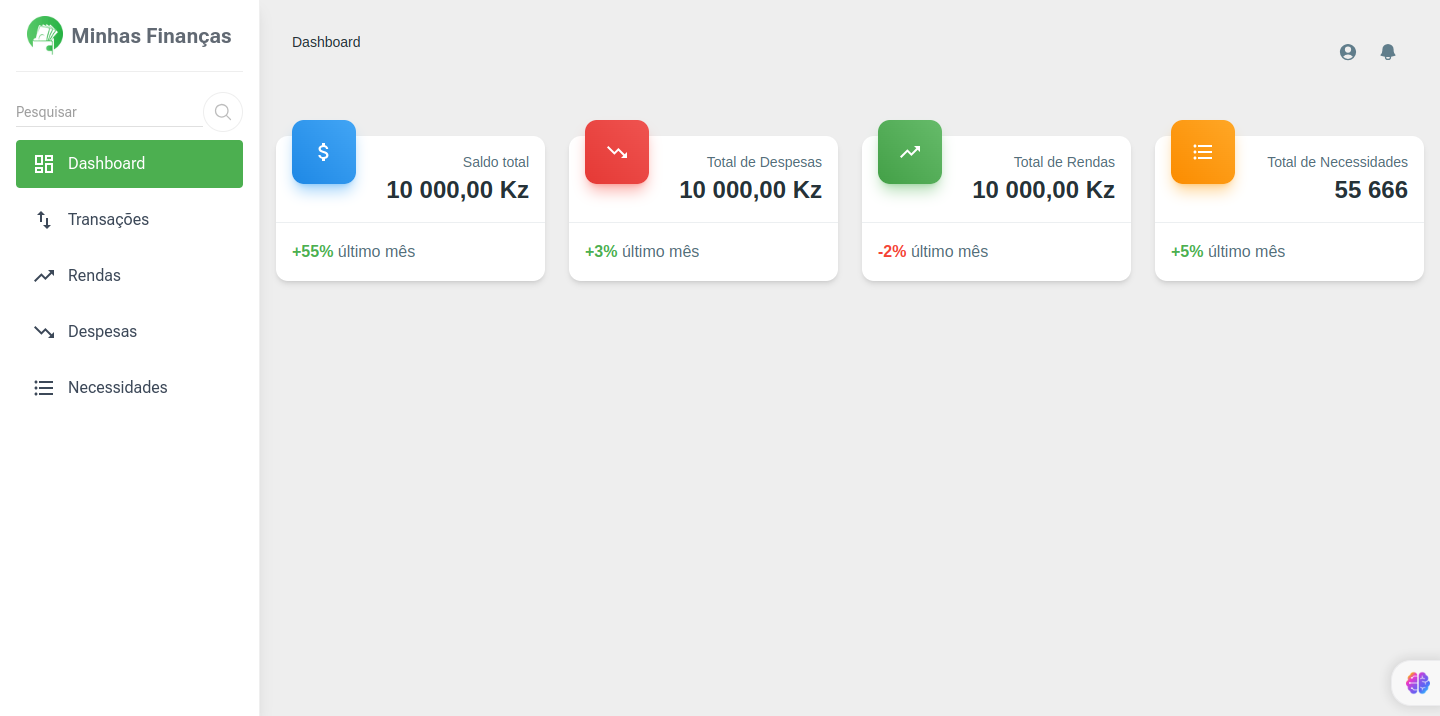 Minhas Finanças
Pesquisar
Dashboard
Transações
Rendas
Despesas
Necessidades
Dashboard
Saldo total
10 000,00 Kz
+55% último mês
Total de Despesas
10 000,00 Kz
+3% último mês
Total de Rendas
10 000,00 Kz
-2% último mês
Total de Necessidades
55 666
+5% último mês